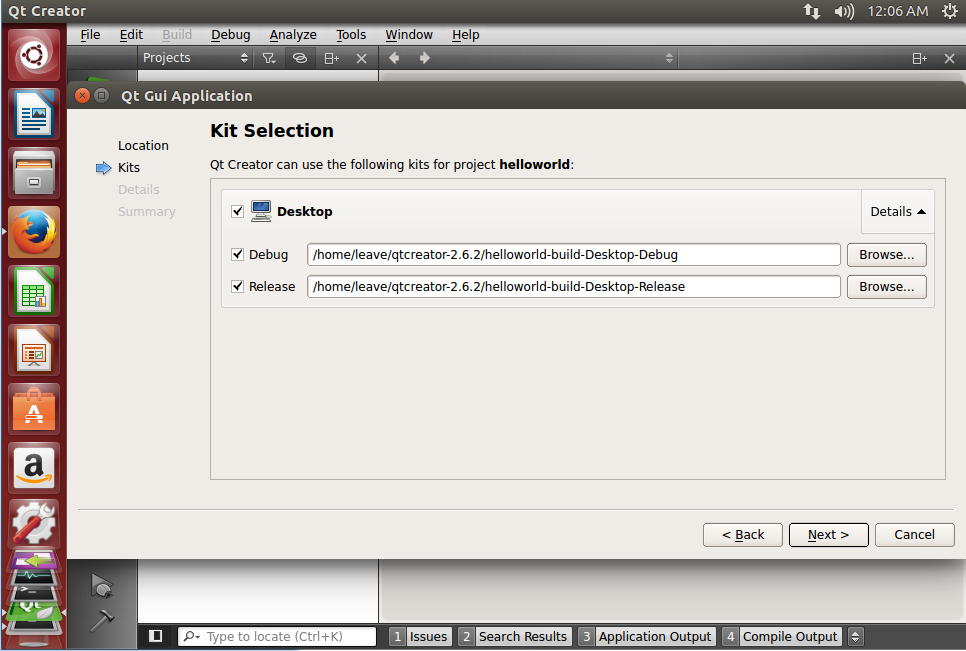 Qt Creator 12:06 AM
File Edit Build Debug Analyze Tools Window Help
Projects
Qt Gui Application
Location
Kits
Details
Summary
Kit Selection
Qt Creator can use the following kits for project helloworld:
Desktop Details
Debug /home/leave/qtcreator-2.6.2/helloworld-build-Desktop-Debug Browse...
Release /home/leave/qtcreator-2.6.2/helloworld-build-Desktop-Release Browse...
< Back Next > Cancel
Type to locate (Ctrl+K) 1 Issues 2 Search Results 3 Application Output 4 Compile Output